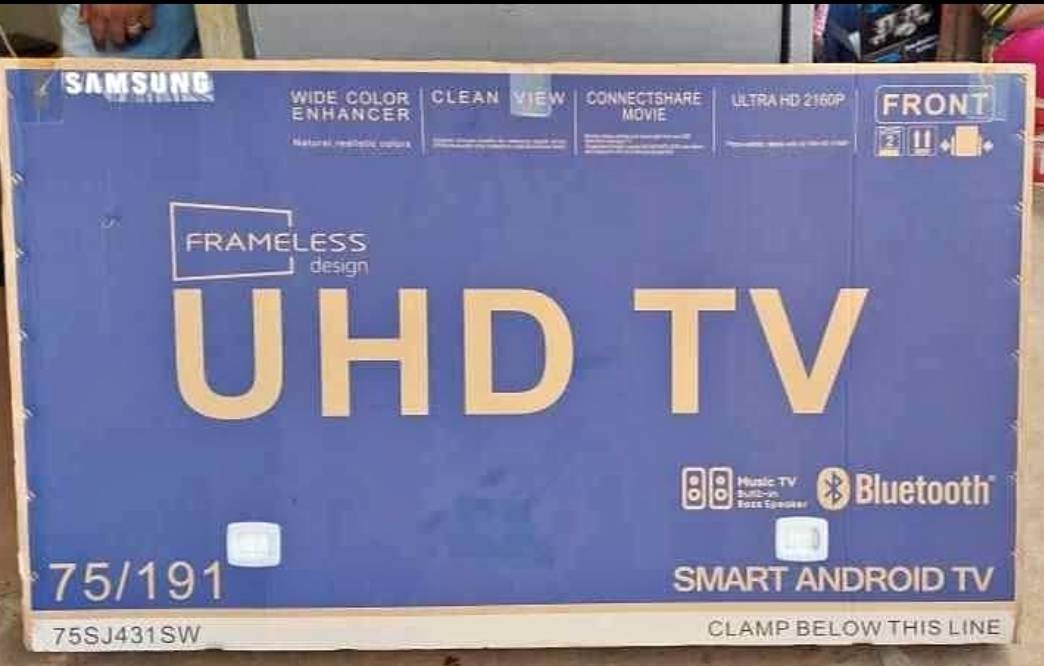 SAMSUNG
WIDE COLOR
ENHANCER
Natural realistic colors
CLEAN VIEW
CONNECTSHARE
MOVIE
ULTRA HD 2160P
FRONT
2
FRAMELESS
design
UHD TV
Music TV
Built-in
Bass Speaker
Bluetooth
75/191
SMART ANDROID TV
75SJ431SW
CLAMP BELOW THIS LINE